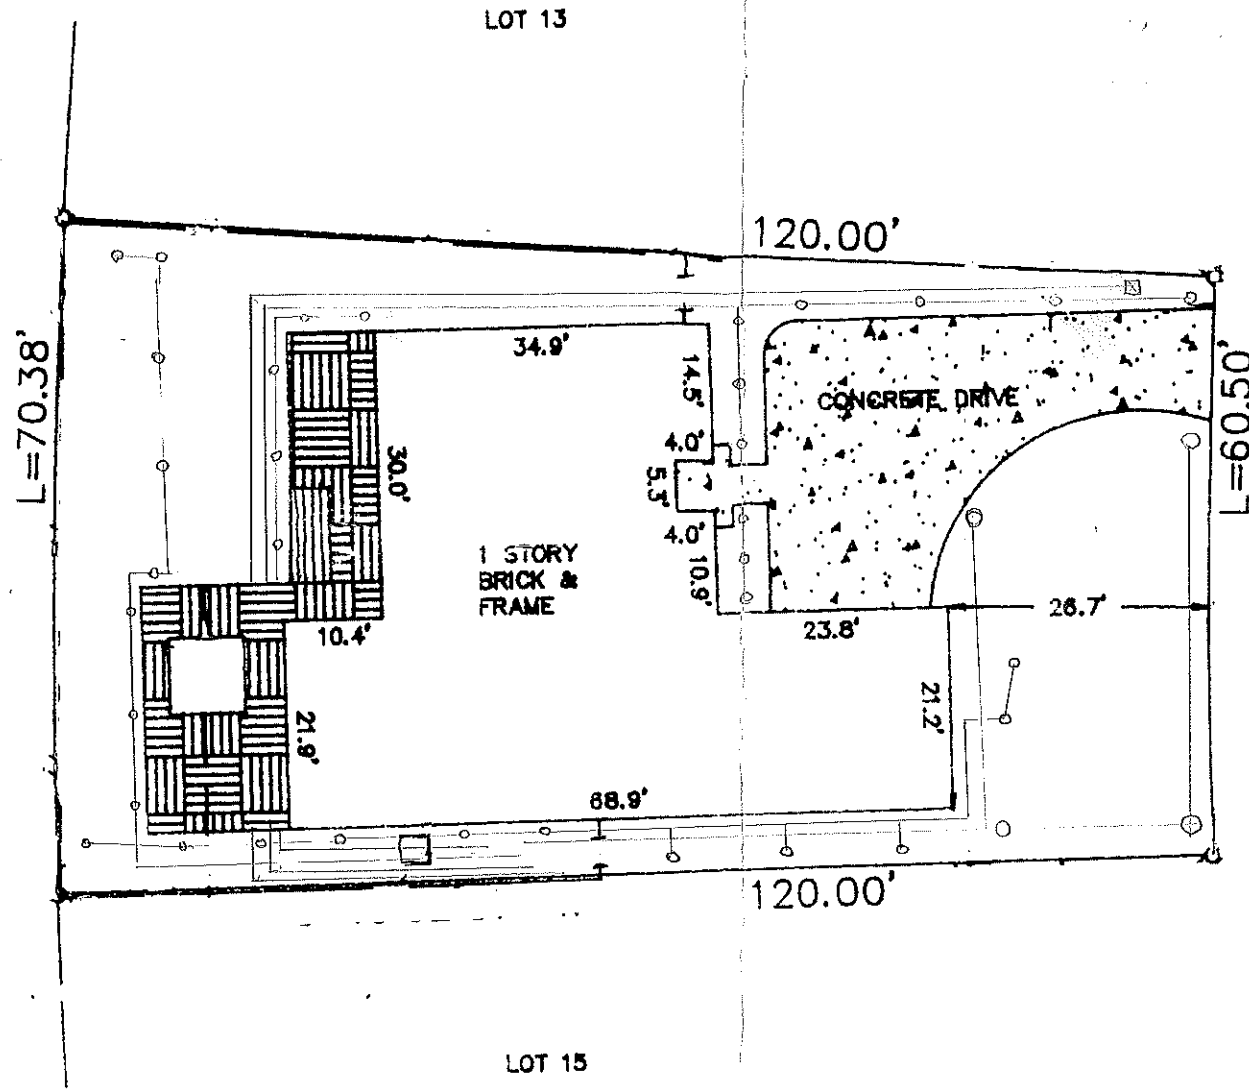 LOT 13
120.00'
L=70.38'
34.9'
14.5'
CONCRETE DRIVE
L=60.50'
4.0'
30.0'
5.3'
4.0'
1 STORY
BRICK &
FRAME
10.9'
10.4'
23.8'
26.7'
21.2'
21.9'
68.9'
120.00'
LOT 15